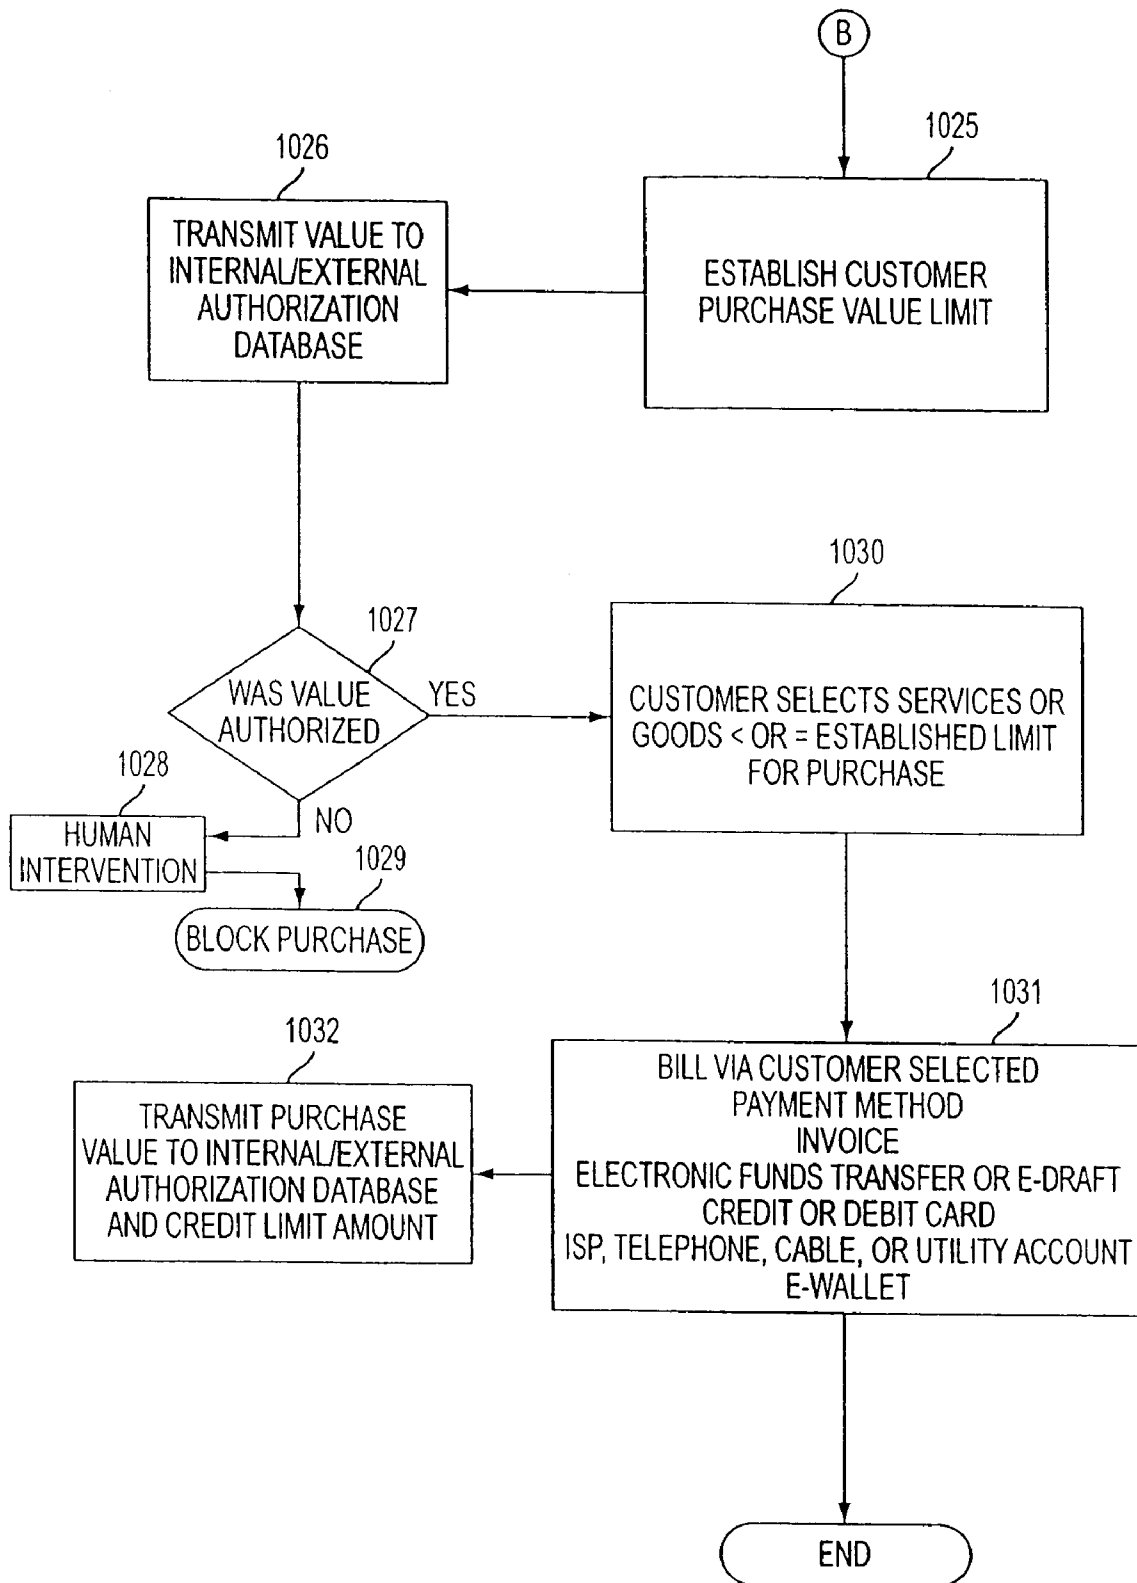 B
1025
ESTABLISH CUSTOMER
PURCHASE VALUE LIMIT
1026
TRANSMIT VALUE TO
INTERNAL/EXTERNAL
AUTHORIZATION
DATABASE
1027
WAS VALUE
AUTHORIZED
YES
NO
1028
HUMAN
INTERVENTION
1029
BLOCK PURCHASE
1030
CUSTOMER SELECTS SERVICES OR
GOODS < OR = ESTABLISHED LIMIT
FOR PURCHASE
1031
BILL VIA CUSTOMER SELECTED
PAYMENT METHOD
INVOICE
ELECTRONIC FUNDS TRANSFER OR E-DRAFT
CREDIT OR DEBIT CARD
ISP, TELEPHONE, CABLE, OR UTILITY ACCOUNT
E-WALLET
1032
TRANSMIT PURCHASE
VALUE TO INTERNAL/EXTERNAL
AUTHORIZATION DATABASE
AND CREDIT LIMIT AMOUNT
END